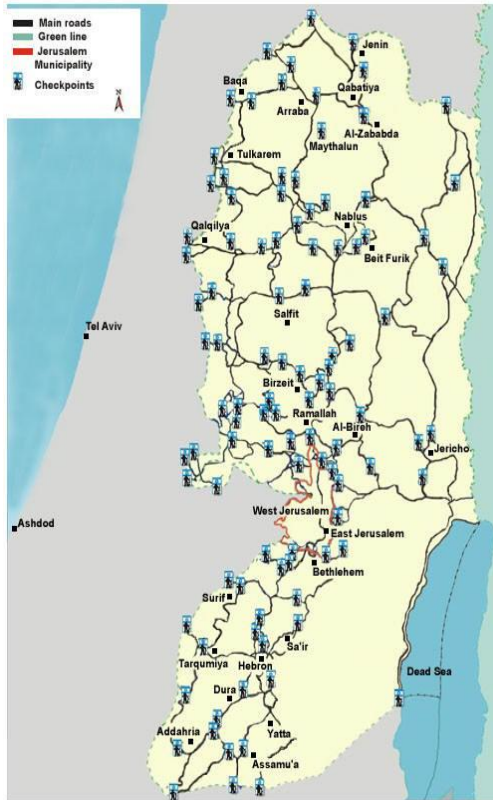 Main roads
Green line
Jerusalem
Municipality
Checkpoints
N
Jenin
Baqa
Qabatiya
Arraba
Al-Zababda
Maythalun
Tulkarem
Nablus
Qalqilya
Beit Furik
Salfit
Tel Aviv
Birzeit
Ramallah
Al-Bireh
Jericho
West Jerusalem
Ashdod
East Jerusalem
Bethlehem
Surif
Sa'ir
Tarqumiya
Hebron
Dead Sea
Dura
Addahria
Yatta
Assamu'a